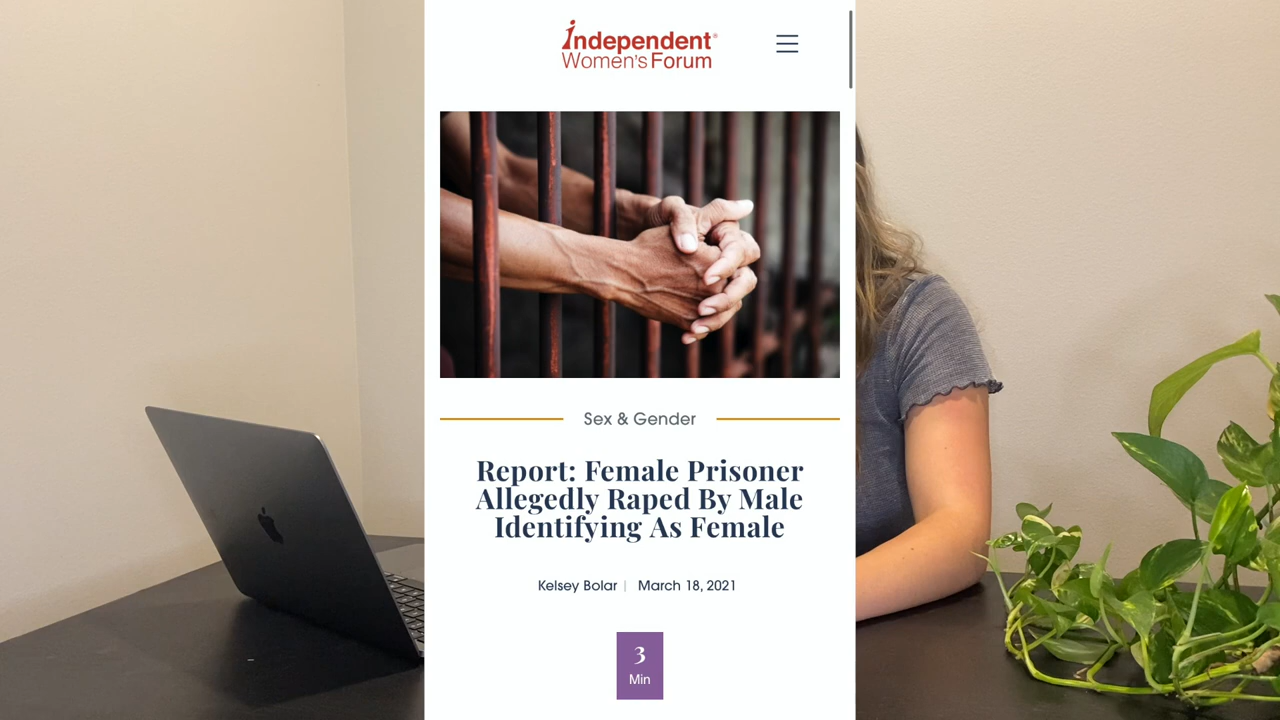 independent®
Women's Forum
Sex & Gender
Report: Female Prisoner
Allegedly Raped By Male
Identifying As Female
Kelsey Bolar | March 18, 2021
3
Min